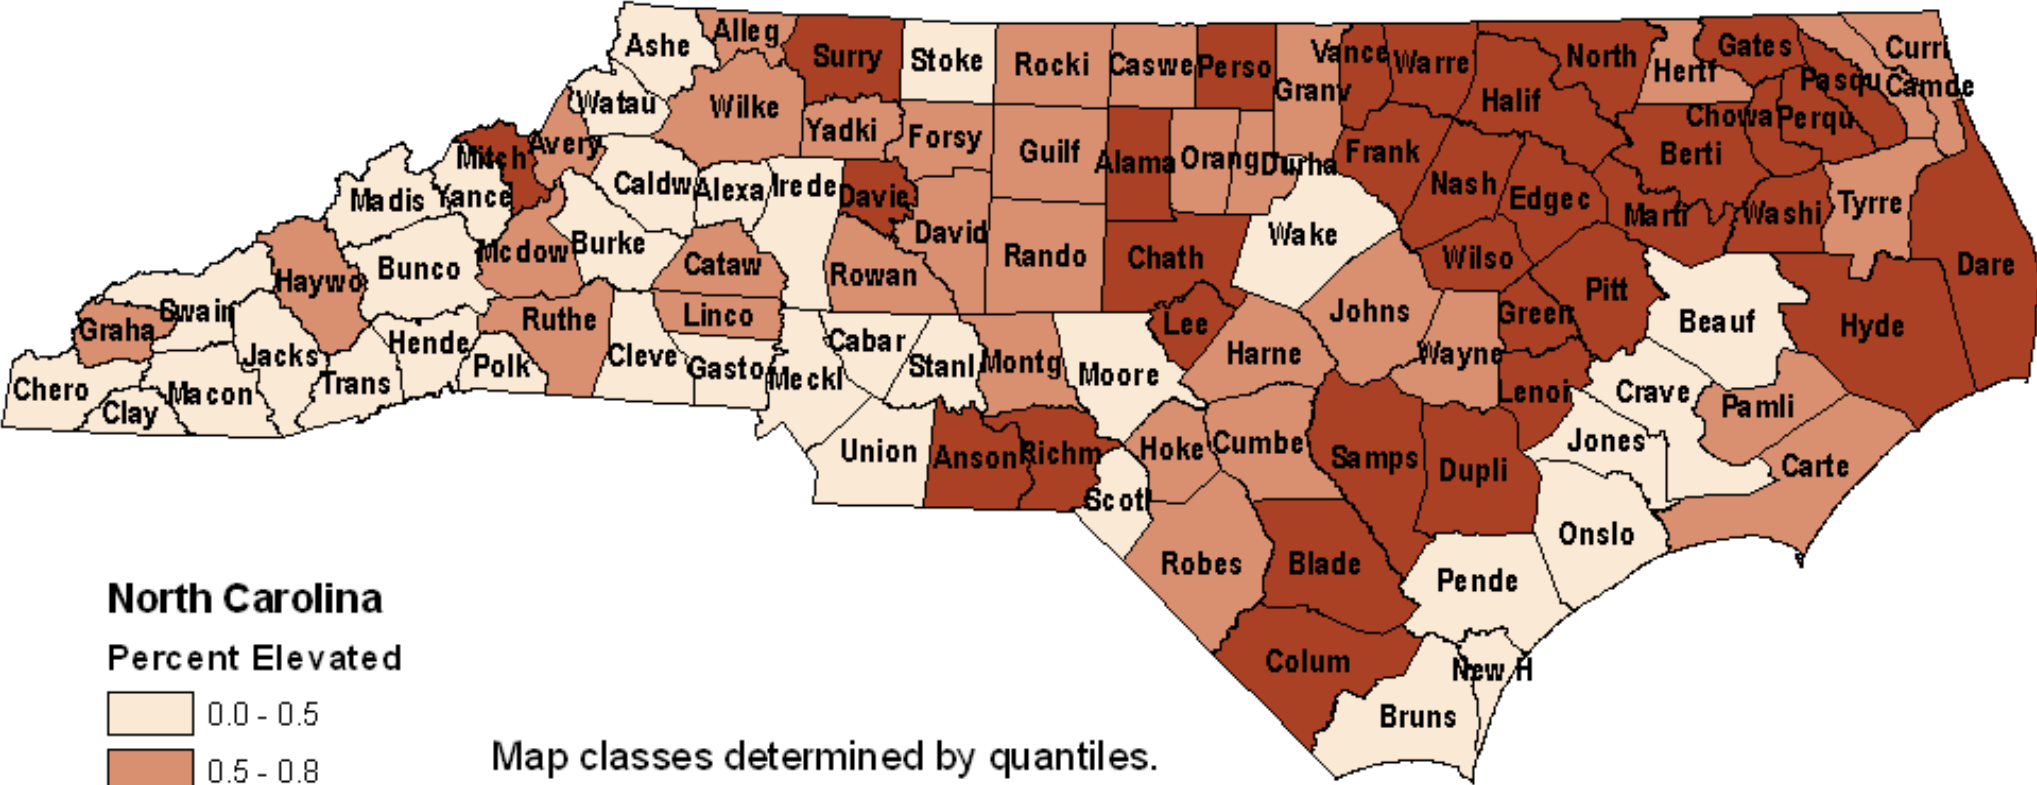 Ashe
Alleg
Surry
Stoke
Rocki
Caswe
Perso
Vance
Granv
Warre
North
Halif
Hertf
Gates
Pasqu
Curri
Camde
Chowa
Perqu
Watau
Wilke
Yadki
Forsy
Guilf
Alama
Orang
Durha
Frank
Nash
Edgec
Berti
Marti
Washi
Tyrre
Dare
Mitch
Avery
Yance
Madis
Caldw
Alexa
Irede
Davie
David
Rando
Chath
Wake
Wilso
Pitt
Beauf
Hyde
Haywo
Bunco
Mcdow
Burke
Cataw
Rowan
Linco
Lee
Johns
Green
Graha
Swain
Jacks
Hende
Polk
Ruthe
Cleve
Gasto
Meckl
Cabar
Stanl
Montg
Moore
Harne
Wayne
Lenoi
Crave
Pamli
Chero
Clay
Macon
Trans
Union
Anson
Richm
Hoke
Cumbe
Samps
Dupli
Jones
Carte
Scotl
Robes
Blade
Onslo
Pende
Colum
New H
Bruns
North Carolina
Percent Elevated
0.0 - 0.5
0.5 - 0.8
Map classes determined by quantiles.